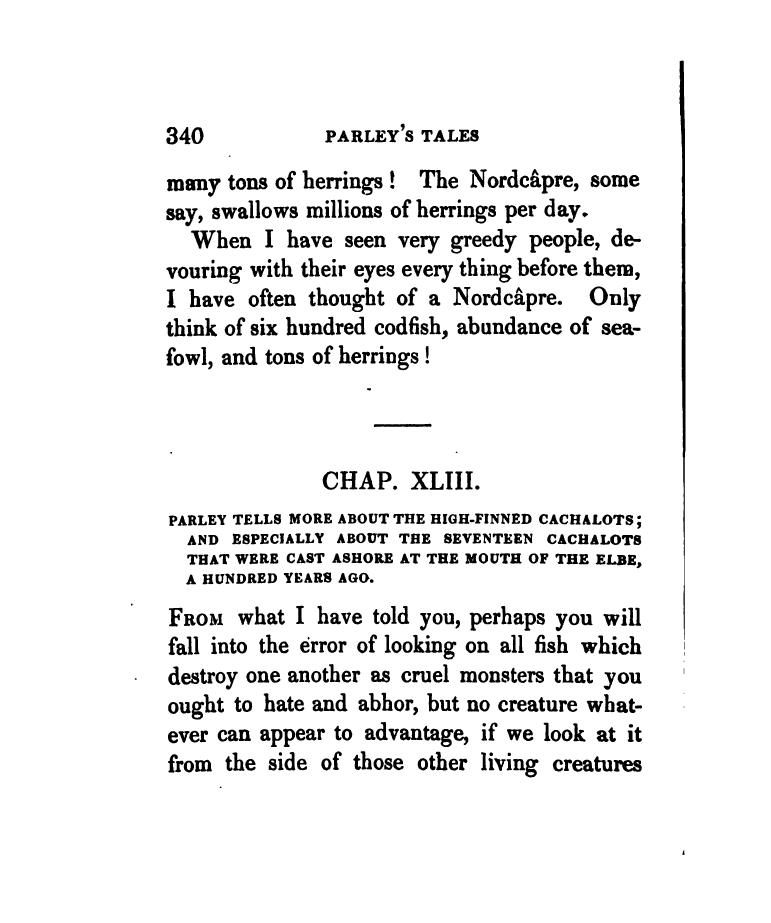 340 PARLEY'S TALES
many tons of herrings! The Nordcâpre, some
say, swallows millions of herrings per day.
When I have seen very greedy people, de-
vouring with their eyes every thing before them,
I have often thought of a Nordcâpre. Only
think of six hundred codfish, abundance of sea-
fowl, and tons of herrings!
CHAP. XLIII.
PARLEY TELLS MORE ABOUT THE HIGH-FINNED CACHALOTS;
AND ESPECIALLY ABOUT THE SEVENTEEN CACHALOTS
THAT WERE CAST ASHORE AT THE MOUTH OF THE ELBE,
A HUNDRED YEARS AGO.
FROM what I have told you, perhaps you will
fall into the error of looking on all fish which
destroy one another as cruel monsters that you
ought to hate and abhor, but no creature what-
ever can appear to advantage, if we look at it
from the side of those other living creatures